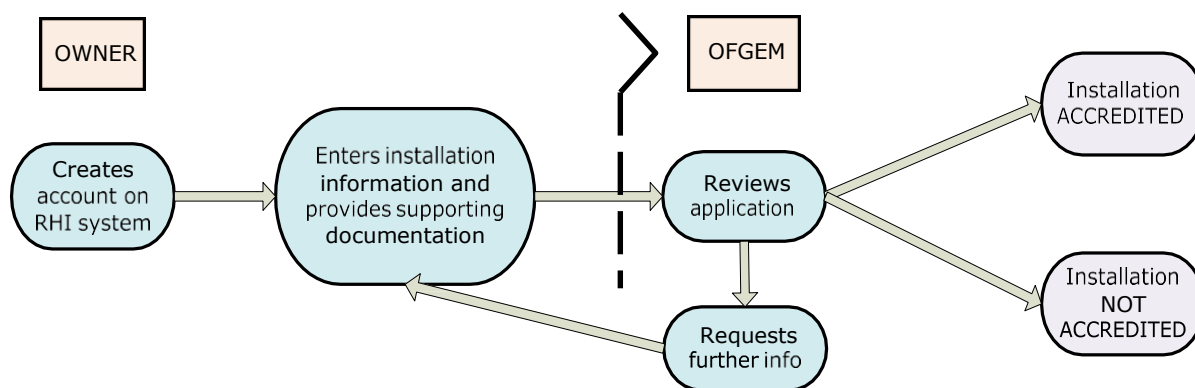 OWNER
OFGEM
Creates
account on
RHI system
Enters installation
information and
provides supporting
documentation
Reviews
application
Requests
further info
Installation
ACCREDITED
Installation
NOT
ACCREDITED